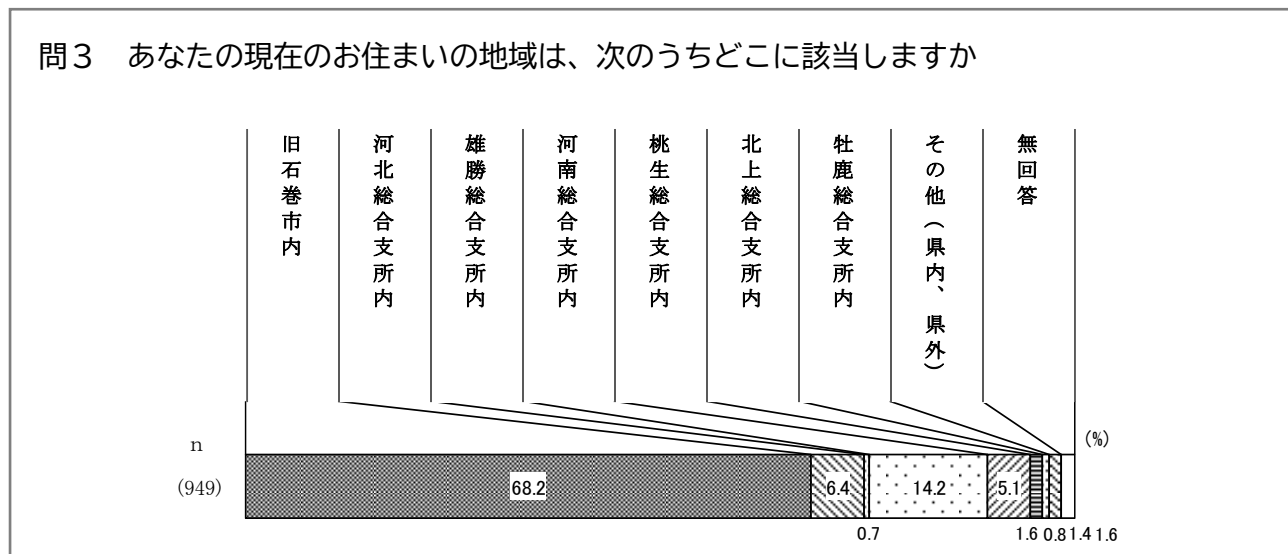 問３　あなたの現在のお住まいの地域は、次のうちどこに該当しますか
旧石巻市内
河北総合支所内
雄勝総合支所内
河南総合支所内
桃生総合支所内
北上総合支所内
牡鹿総合支所内
その他（県内、県外）
無回答
n
(%)
(949)
68.2
6.4
14.2
5.1
0.7
1.6
0.8
1.4
1.6